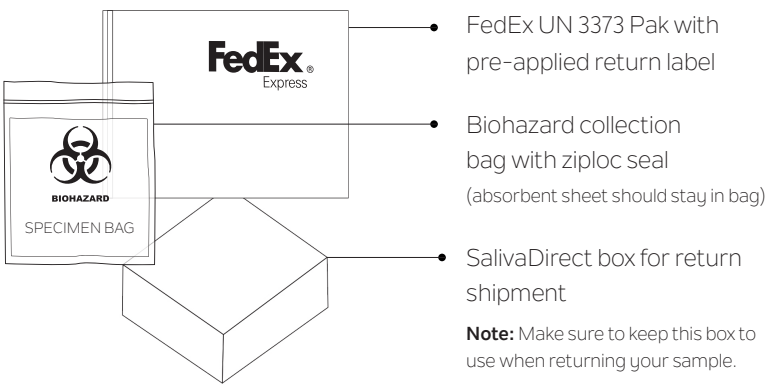 FedEx UN 3373 Pak with
pre-applied return label
FedEx®
Express
Biohazard collection
bag with ziploc seal
(absorbent sheet should stay in bag)
BIOHAZARD
SPECIMEN BAG
SalivaDirect box for return
shipment
Note: Make sure to keep this box to
use when returning your sample.